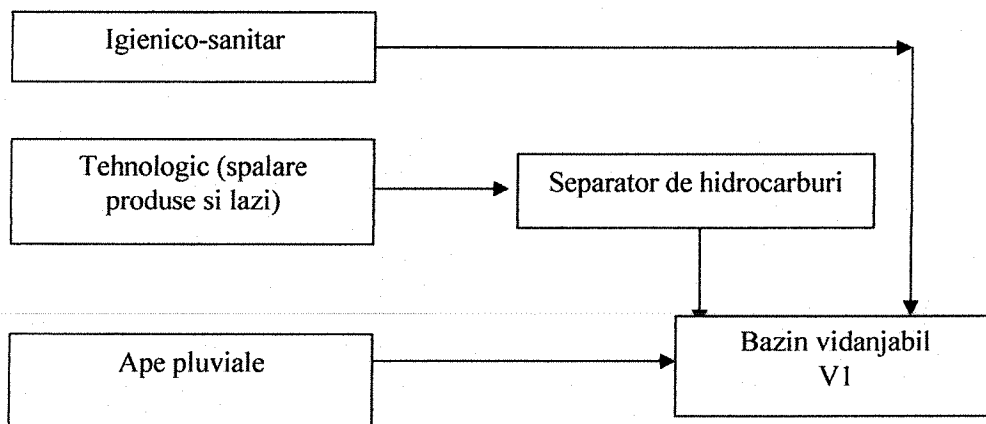 Igienico-sanitar
Tehnologic (spalare
produse si lazi)
Separator de hidrocarburi
Ape pluviale
Bazin vidanjabil
V1